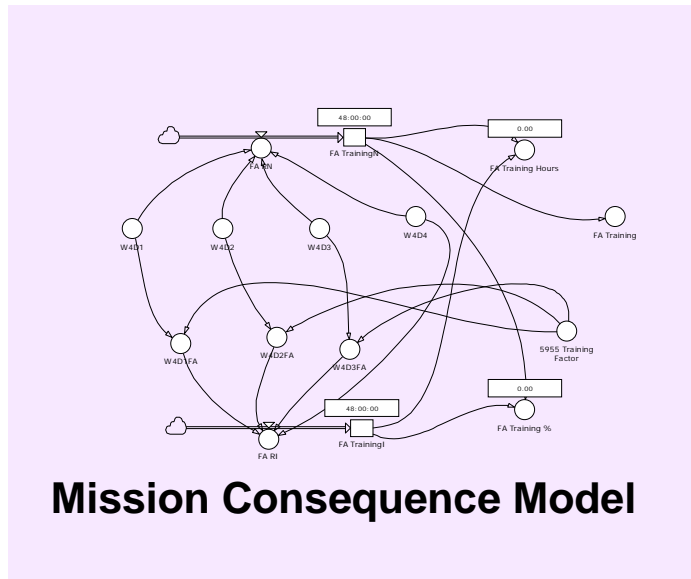 48:00:00
0.00
FA RN
FA TrainingN
FA Training Hours
W4D1
W4D2
W4D3
W4D4
FA Training
W4D1FA
W4D2FA
W4D3FA
5955 Training
Factor
0.00
48:00:00
FA RI
FA TrainingI
FA Training %
Mission Consequence Model